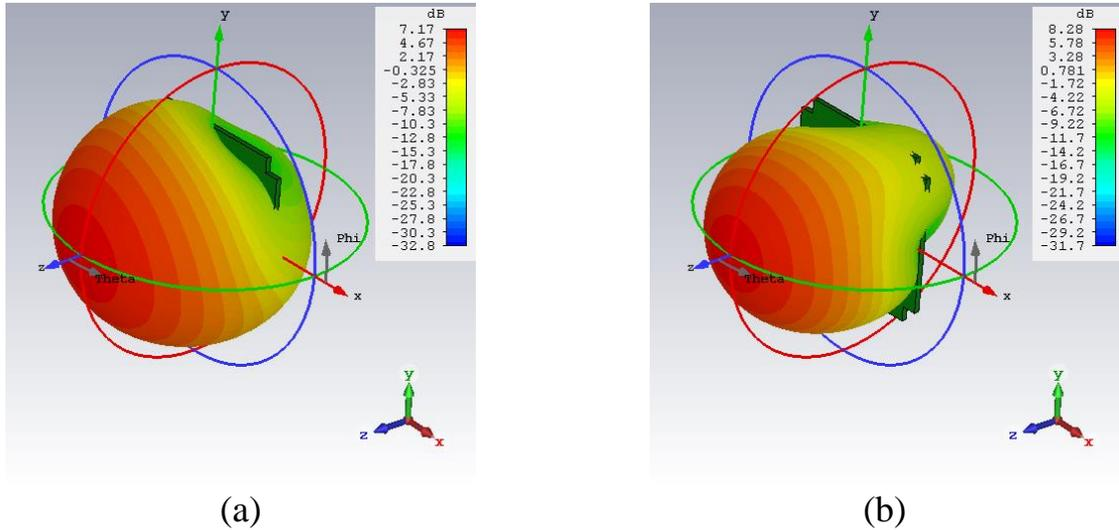 y
dB
7.17
4.67
2.17
-0.325
-2.83
-5.33
-7.83
-10.3
-12.8
-15.3
-17.8
-20.3
-22.8
-25.3
-27.8
-30.3
-32.8
Phi
z
Theta
x
y
z
x
(a)
y
dB
8.28
5.78
3.28
0.781
-1.72
-4.22
-6.72
-9.22
-11.7
-14.2
-16.7
-19.2
-21.7
-24.2
-26.7
-29.2
-31.7
Phi
z
Theta
x
y
z
x
(b)